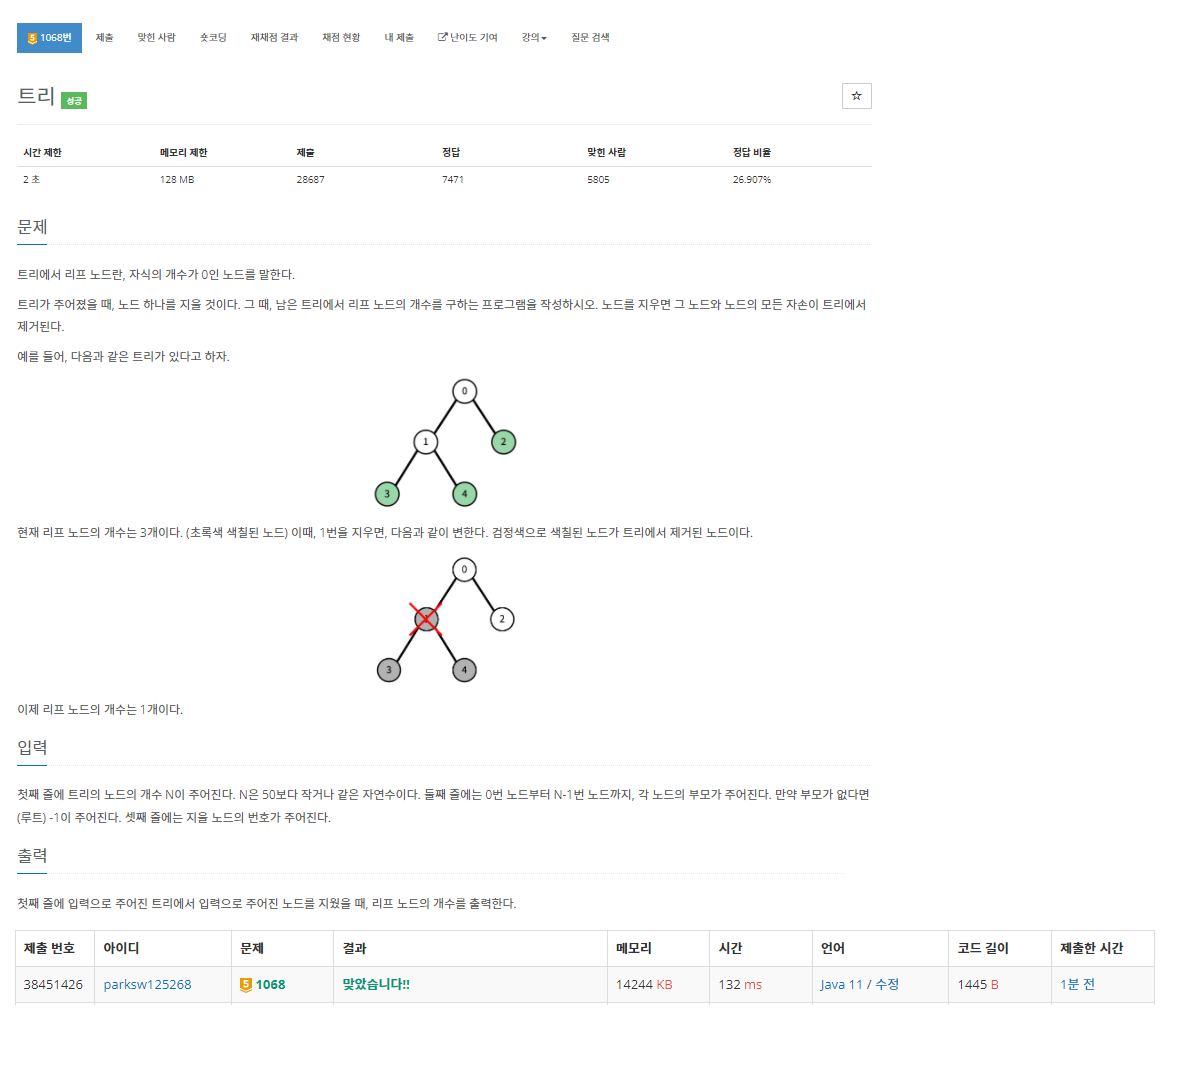 5 1068번 제출 맞힌 사람 숏코딩 재채점 결과 채점 현황 내 제출 난이도 기여 강의 질문 검색
트리 성공
시간 제한 메모리 제한 제출 정답 맞힌 사람 정답 비율
2 초 128 MB 28687 7471 5805 26.907%
문제
트리에서 리프 노드란, 자식의 개수가 0인 노드를 말한다.
트리가 주어졌을 때, 노드 하나를 지울 것이다. 그 때, 남은 트리에서 리프 노드의 개수를 구하는 프로그램을 작성하시오. 노드를 지우면 그 노드와 노드의 모든 자손이 트리에서
제거된다.
예를 들어, 다음과 같은 트리가 있다고 하자.
0
1 2
3 4
현재 리프 노드의 개수는 3개이다. (초록색 색칠된 노드) 이때, 1번을 지우면, 다음과 같이 변한다. 검정색으로 색칠된 노드가 트리에서 제거된 노드이다.
0
2
3 4
이제 리프 노드의 개수는 1개이다.
입력
첫째 줄에 트리의 노드의 개수 N이 주어진다. N은 50보다 작거나 같은 자연수이다. 둘째 줄에는 0번 노드부터 N-1번 노드까지, 각 노드의 부모가 주어진다. 만약 부모가 없다면
(루트) -1이 주어진다. 셋째 줄에는 지울 노드의 번호가 주어진다.
출력
첫째 줄에 입력으로 주어진 트리에서 입력으로 주어진 노드를 지웠을 때, 리프 노드의 개수를 출력한다.
제출 번호 아이디 문제 결과 메모리 시간 언어 코드 길이 제출한 시간
38451426 parksw125268 5 1068 맞았습니다!! 14244 KB 132 ms Java 11 / 수정 1445 B 1분 전